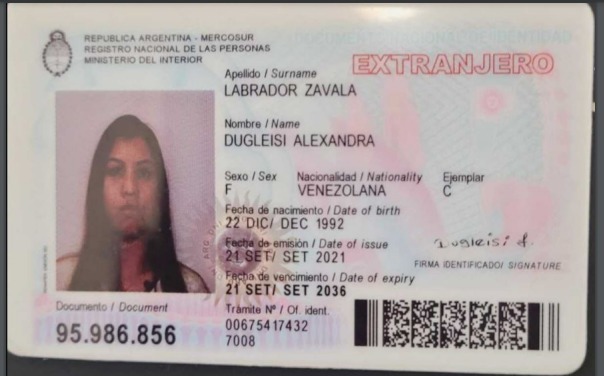 REPUBLICA ARGENTINA - MERCOSUR
REGISTRO NACIONAL DE LAS PERSONAS
MINISTERIO DEL INTERIOR
EXTRANJERO
Apellido / Surname
LABRADOR ZAVALA
Nombre / Name
DUGLEISI ALEXANDRA
Sexo / Sex Nacionalidad / Nationality Ejemplar
F VENEZOLANA C
Fecha de nacimiento / Date of birth
22 DIC/ DEC 1992
Fecha de emisión / Date of issue
21 SET/ SET 2021
Dugleisi A.
FIRMA IDENTIFICADO/ SIGNATURE
Fecha de vencimiento / Date of expiry
21 SET/ SET 2036
Documento / Document
95.986.856
Trámite Nº / Of. ident.
00675417432
7008